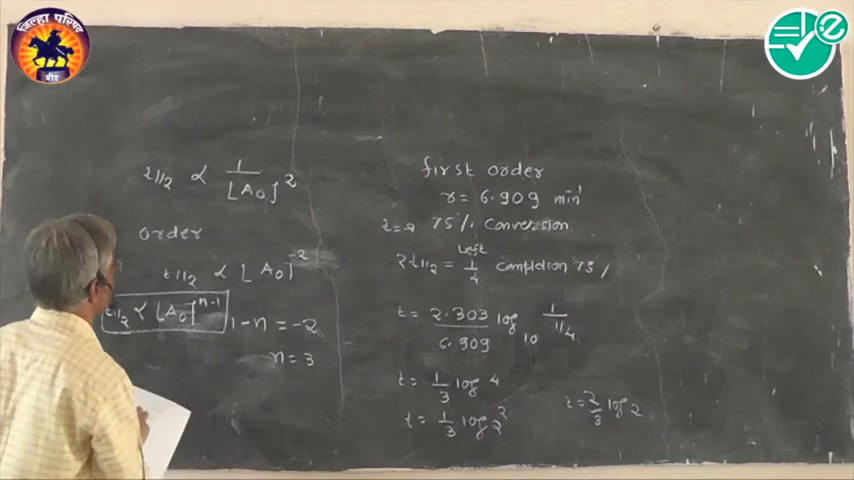 जिल्हा परिषद
बीड
e
t1/2 ∝ 1/[A0]^2
order
t1/2 ∝ [A0]^-2
t1/2 ∝ [A0]^n-1
1-n = -2
n = 3
first order
r = 6.909 min'
t = ? 75% conversion
left
2 t1/2 = 1/4 compldion 75%
t = 2.303/6.909 log10 1/1/4
t = 1/3 log 4
t = 1/3 log 2^2
t = 2/3 log 2